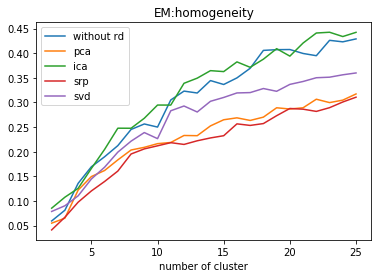 EM:homogeneity
0.45
0.40
0.35
0.30
0.25
0.20
0.15
0.10
0.05
without rd
pca
ica
srp
svd
5 10 15 20 25
number of cluster